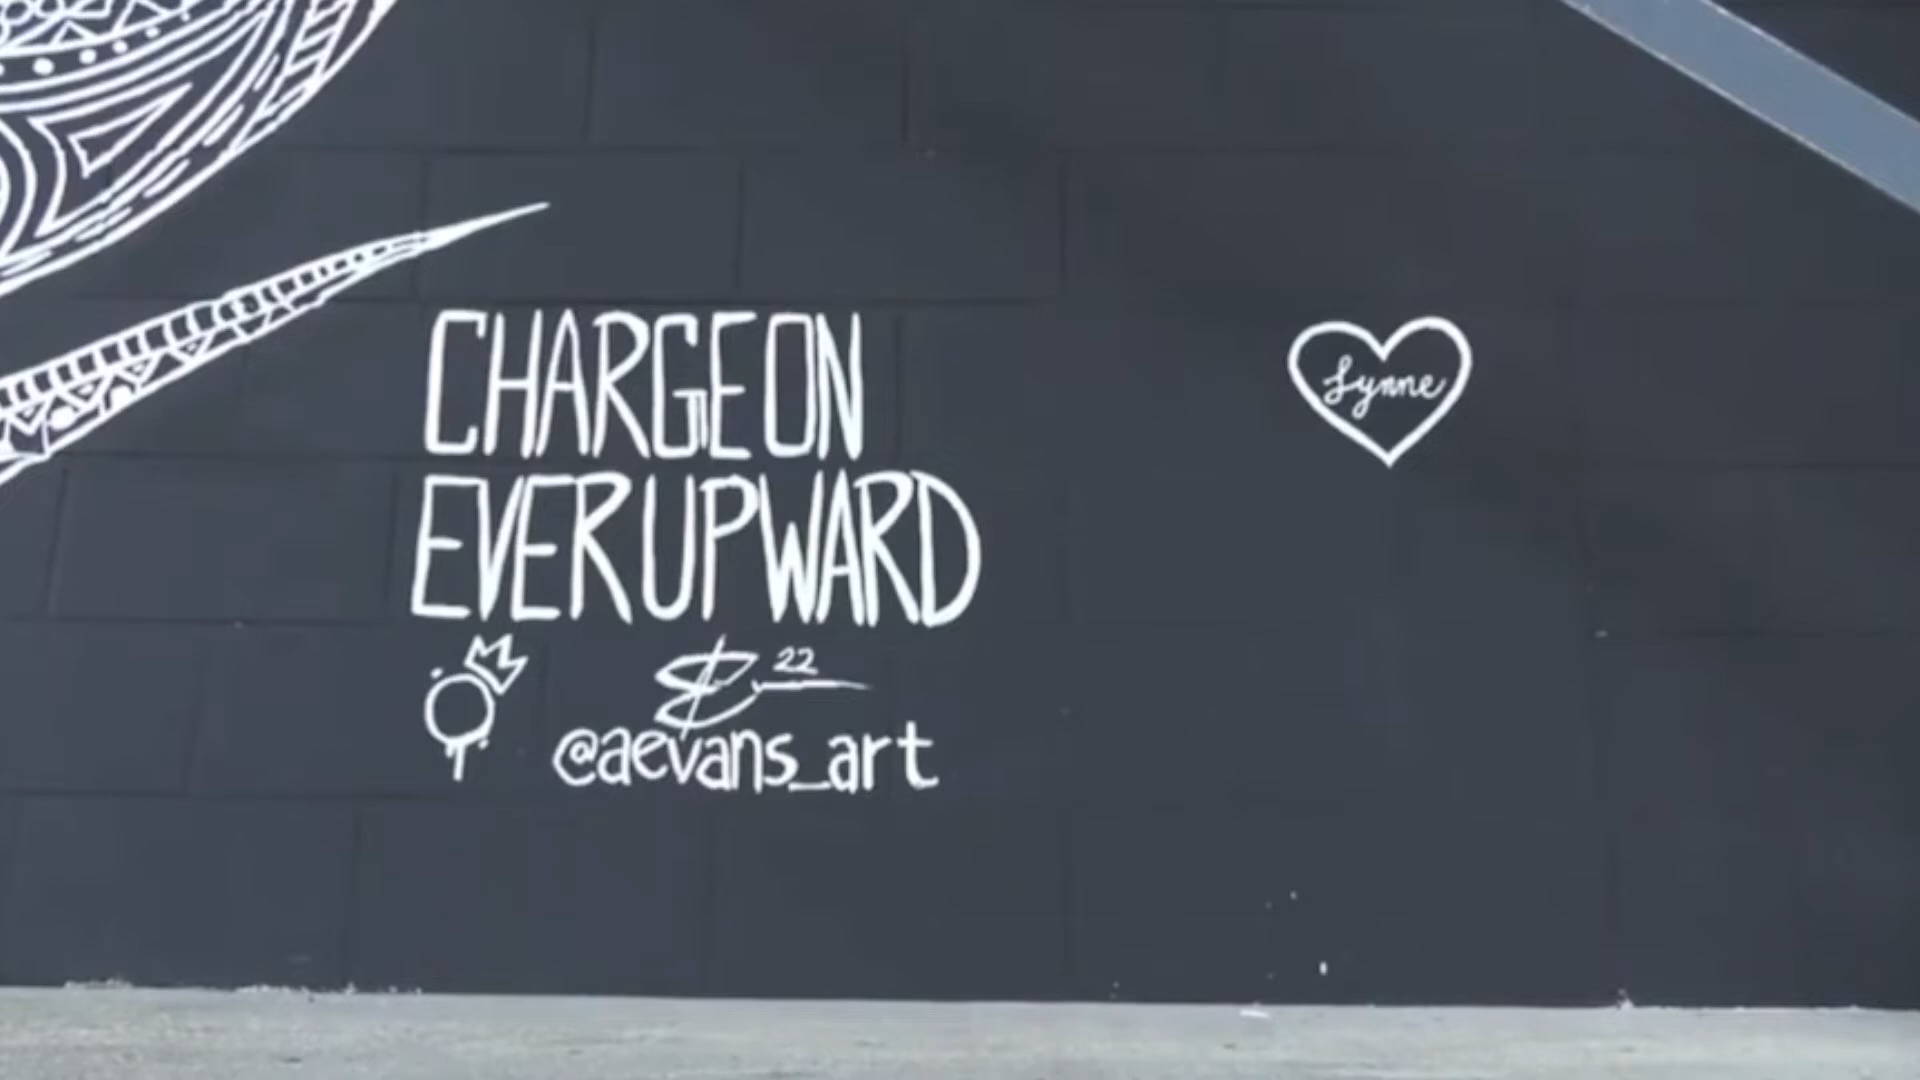 CHARGE ON
EVER UPWARD
22
@aevans_art
Lynne